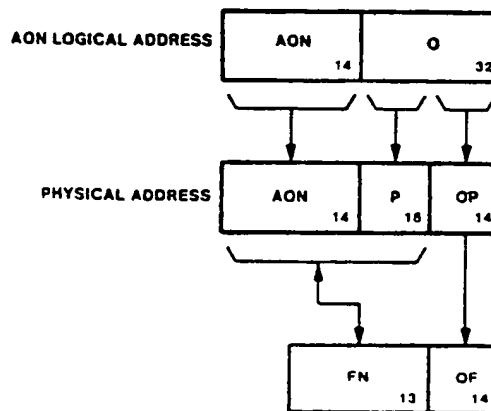 AON LOGICAL ADDRESS AON 14 O 32
PHYSICAL ADDRESS AON 14 P 18 OP 14
FN 13 OF 14